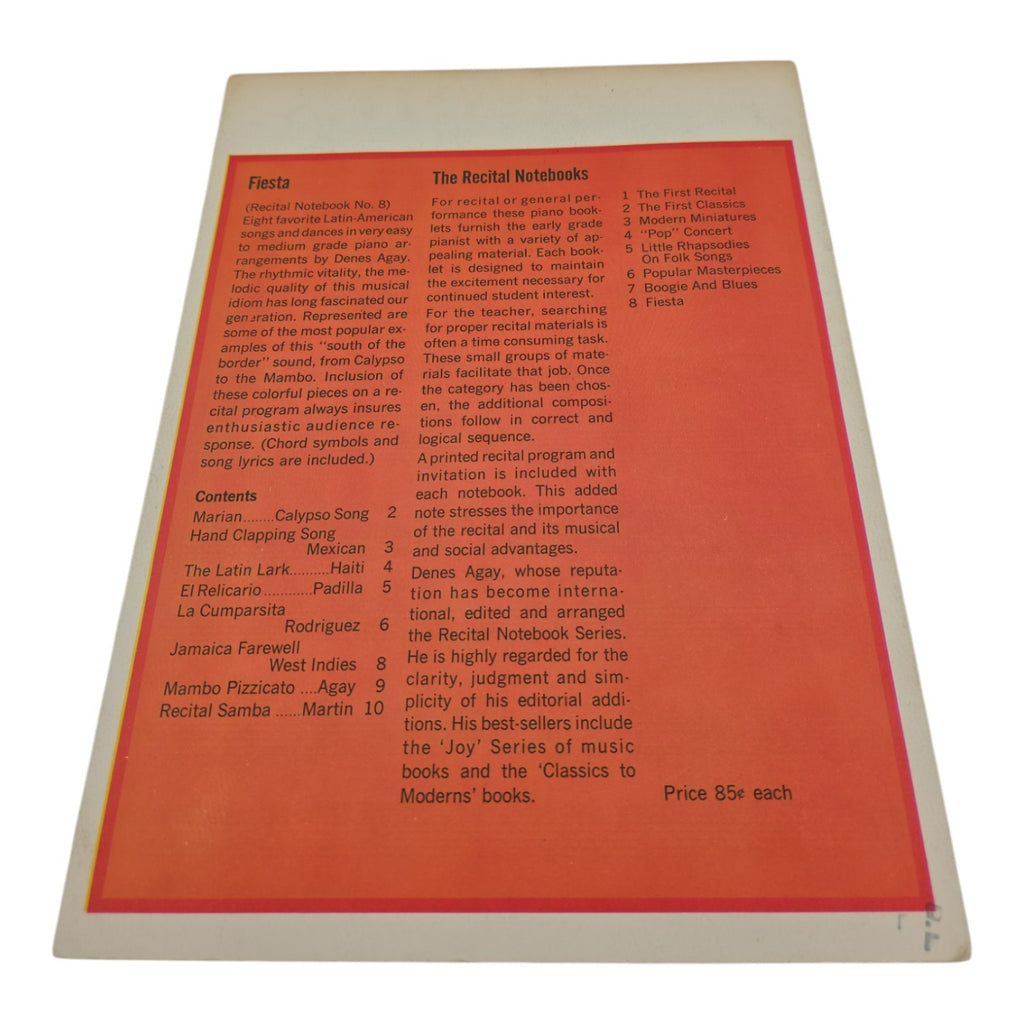 Fiesta
(Recital Notebook No. 8)
Eight favorite Latin-American
songs and dances in very easy
to medium grade piano ar-
rangements by Denes Agay.
The rhythmic vitality, the me-
lodic quality of this musical
idiom has long fascinated our
generation. Represented are
some of the most popular ex-
amples of this "south of the
border" sound, from Calypso
to the Mambo. Inclusion of
these colorful pieces on a re-
cital program always insures
enthusiastic audience re-
sponse. (Chord symbols and
song lyrics are included.)
Contents
Marian........Calypso Song 2
Hand Clapping Song
Mexican 3
The Latin Lark..........Haiti 4
El Relicario............Padilla 5
La Cumparsita
Rodriguez 6
Jamaica Farewell
West Indies 8
Mambo Pizzicato ....Agay 9
Recital Samba ......Martin 10
The Recital Notebooks
For recital or general per-
formance these piano book-
lets furnish the early grade
pianist with a variety of ap-
pealing material. Each book-
let is designed to maintain
the excitement necessary for
continued student interest.
For the teacher, searching
for proper recital materials is
often a time consuming task.
These small groups of mate-
rials facilitate that job. Once
the category has been chos-
en, the additional composi-
tions follow in correct and
logical sequence.
A printed recital program and
invitation is included with
each notebook. This added
note stresses the importance
of the recital and its musical
and social advantages.
Denes Agay, whose reputa-
tion has become interna-
tional, edited and arranged
the Recital Notebook Series.
He is highly regarded for the
clarity, judgment and sim-
plicity of his editorial addi-
tions. His best-sellers include
the 'Joy' Series of music
books and the 'Classics to
Moderns' books.
1 The First Recital
2 The First Classics
3 Modern Miniatures
4 "Pop" Concert
5 Little Rhapsodies
On Folk Songs
6 Popular Masterpieces
7 Boogie And Blues
8 Fiesta
Price 85¢ each